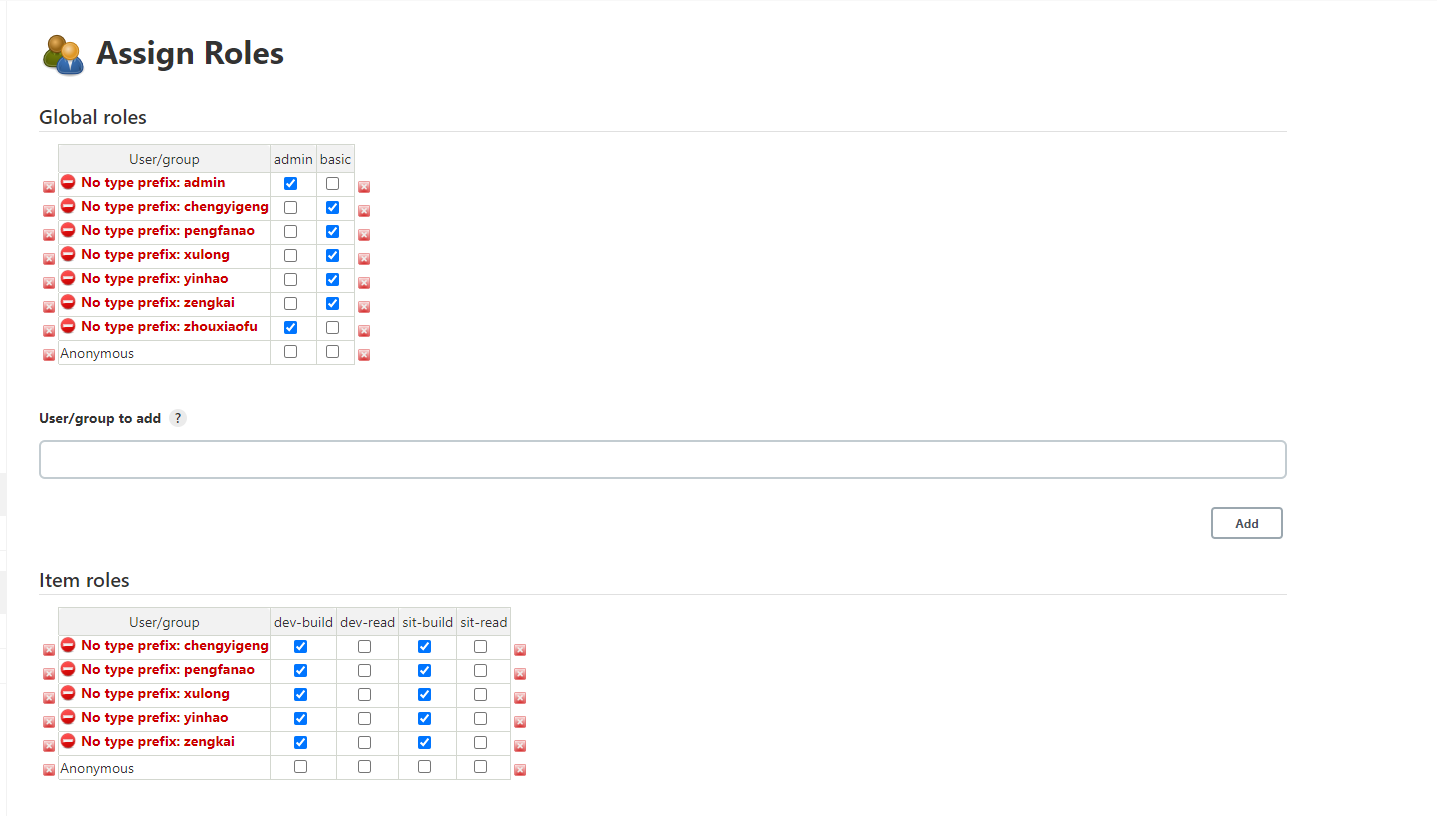 Assign Roles
Global roles
User/group admin basic
No type prefix: admin
No type prefix: chengyigeng
No type prefix: pengfanao
No type prefix: xulong
No type prefix: yinhao
No type prefix: zengkai
No type prefix: zhouxiaofu
Anonymous
User/group to add ?
Add
Item roles
User/group dev-build dev-read sit-build sit-read
No type prefix: chengyigeng
No type prefix: pengfanao
No type prefix: xulong
No type prefix: yinhao
No type prefix: zengkai
Anonymous